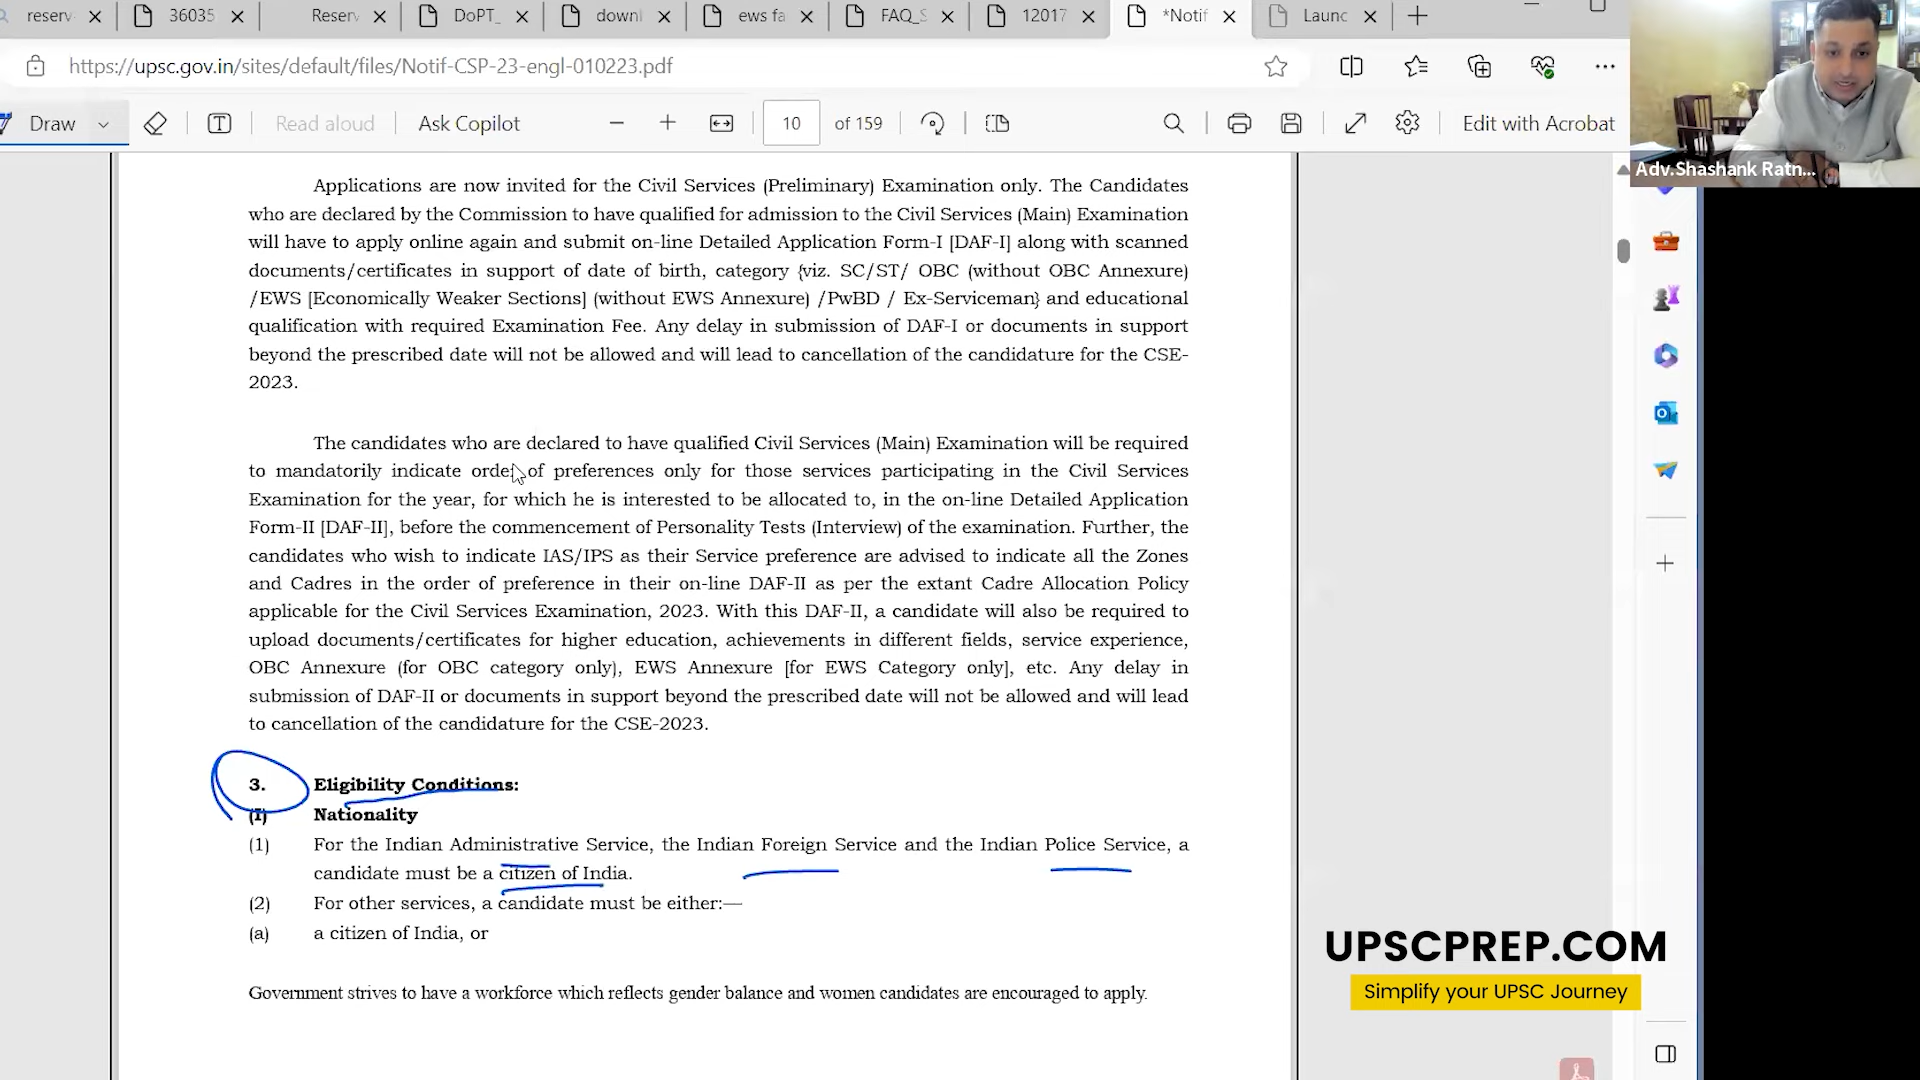 reserv
36035
Reserv
DoPT_
downl
ews fa
FAQ_S
12017
*Notif
Launc
https://upsc.gov.in/sites/default/files/Notif-CSP-23-engl-010223.pdf
Draw
Read aloud
Ask Copilot
10
of 159
Edit with Acrobat
Adv.Shashank Ratn...
Applications are now invited for the Civil Services (Preliminary) Examination only. The Candidates
who are declared by the Commission to have qualified for admission to the Civil Services (Main) Examination
will have to apply online again and submit on-line Detailed Application Form-I [DAF-I] along with scanned
documents/certificates in support of date of birth, category {viz. SC/ST/ OBC (without OBC Annexure)
/EWS [Economically Weaker Sections] (without EWS Annexure) /PwBD / Ex-Serviceman} and educational
qualification with required Examination Fee. Any delay in submission of DAF-I or documents in support
beyond the prescribed date will not be allowed and will lead to cancellation of the candidature for the CSE-
2023.
The candidates who are declared to have qualified Civil Services (Main) Examination will be required
to mandatorily indicate order of preferences only for those services participating in the Civil Services
Examination for the year, for which he is interested to be allocated to, in the on-line Detailed Application
Form-II [DAF-II], before the commencement of Personality Tests (Interview) of the examination. Further, the
candidates who wish to indicate IAS/IPS as their Service preference are advised to indicate all the Zones
and Cadres in the order of preference in their on-line DAF-II as per the extant Cadre Allocation Policy
applicable for the Civil Services Examination, 2023. With this DAF-II, a candidate will also be required to
upload documents/certificates for higher education, achievements in different fields, service experience,
OBC Annexure (for OBC category only), EWS Annexure [for EWS Category only], etc. Any delay in
submission of DAF-II or documents in support beyond the prescribed date will not be allowed and will lead
to cancellation of the candidature for the CSE-2023.
3. Eligibility Conditions:
(I) Nationality
(1) For the Indian Administrative Service, the Indian Foreign Service and the Indian Police Service, a
candidate must be a citizen of India.
(2) For other services, a candidate must be either:—
(a) a citizen of India, or
Government strives to have a workforce which reflects gender balance and women candidates are encouraged to apply.
UPSCPREP.COM
Simplify your UPSC Journey